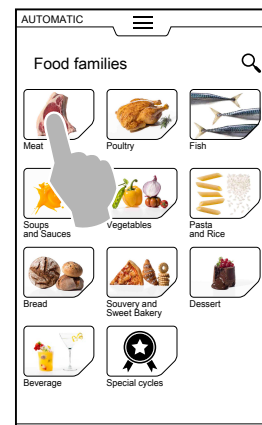 AUTOMATIC
Food families
Meat
Poultry
Fish
Soups
and Sauces
Vegetables
Pasta
and Rice
Bread
Souvery and
Sweet Bakery
Dessert
Beverage
Special cycles